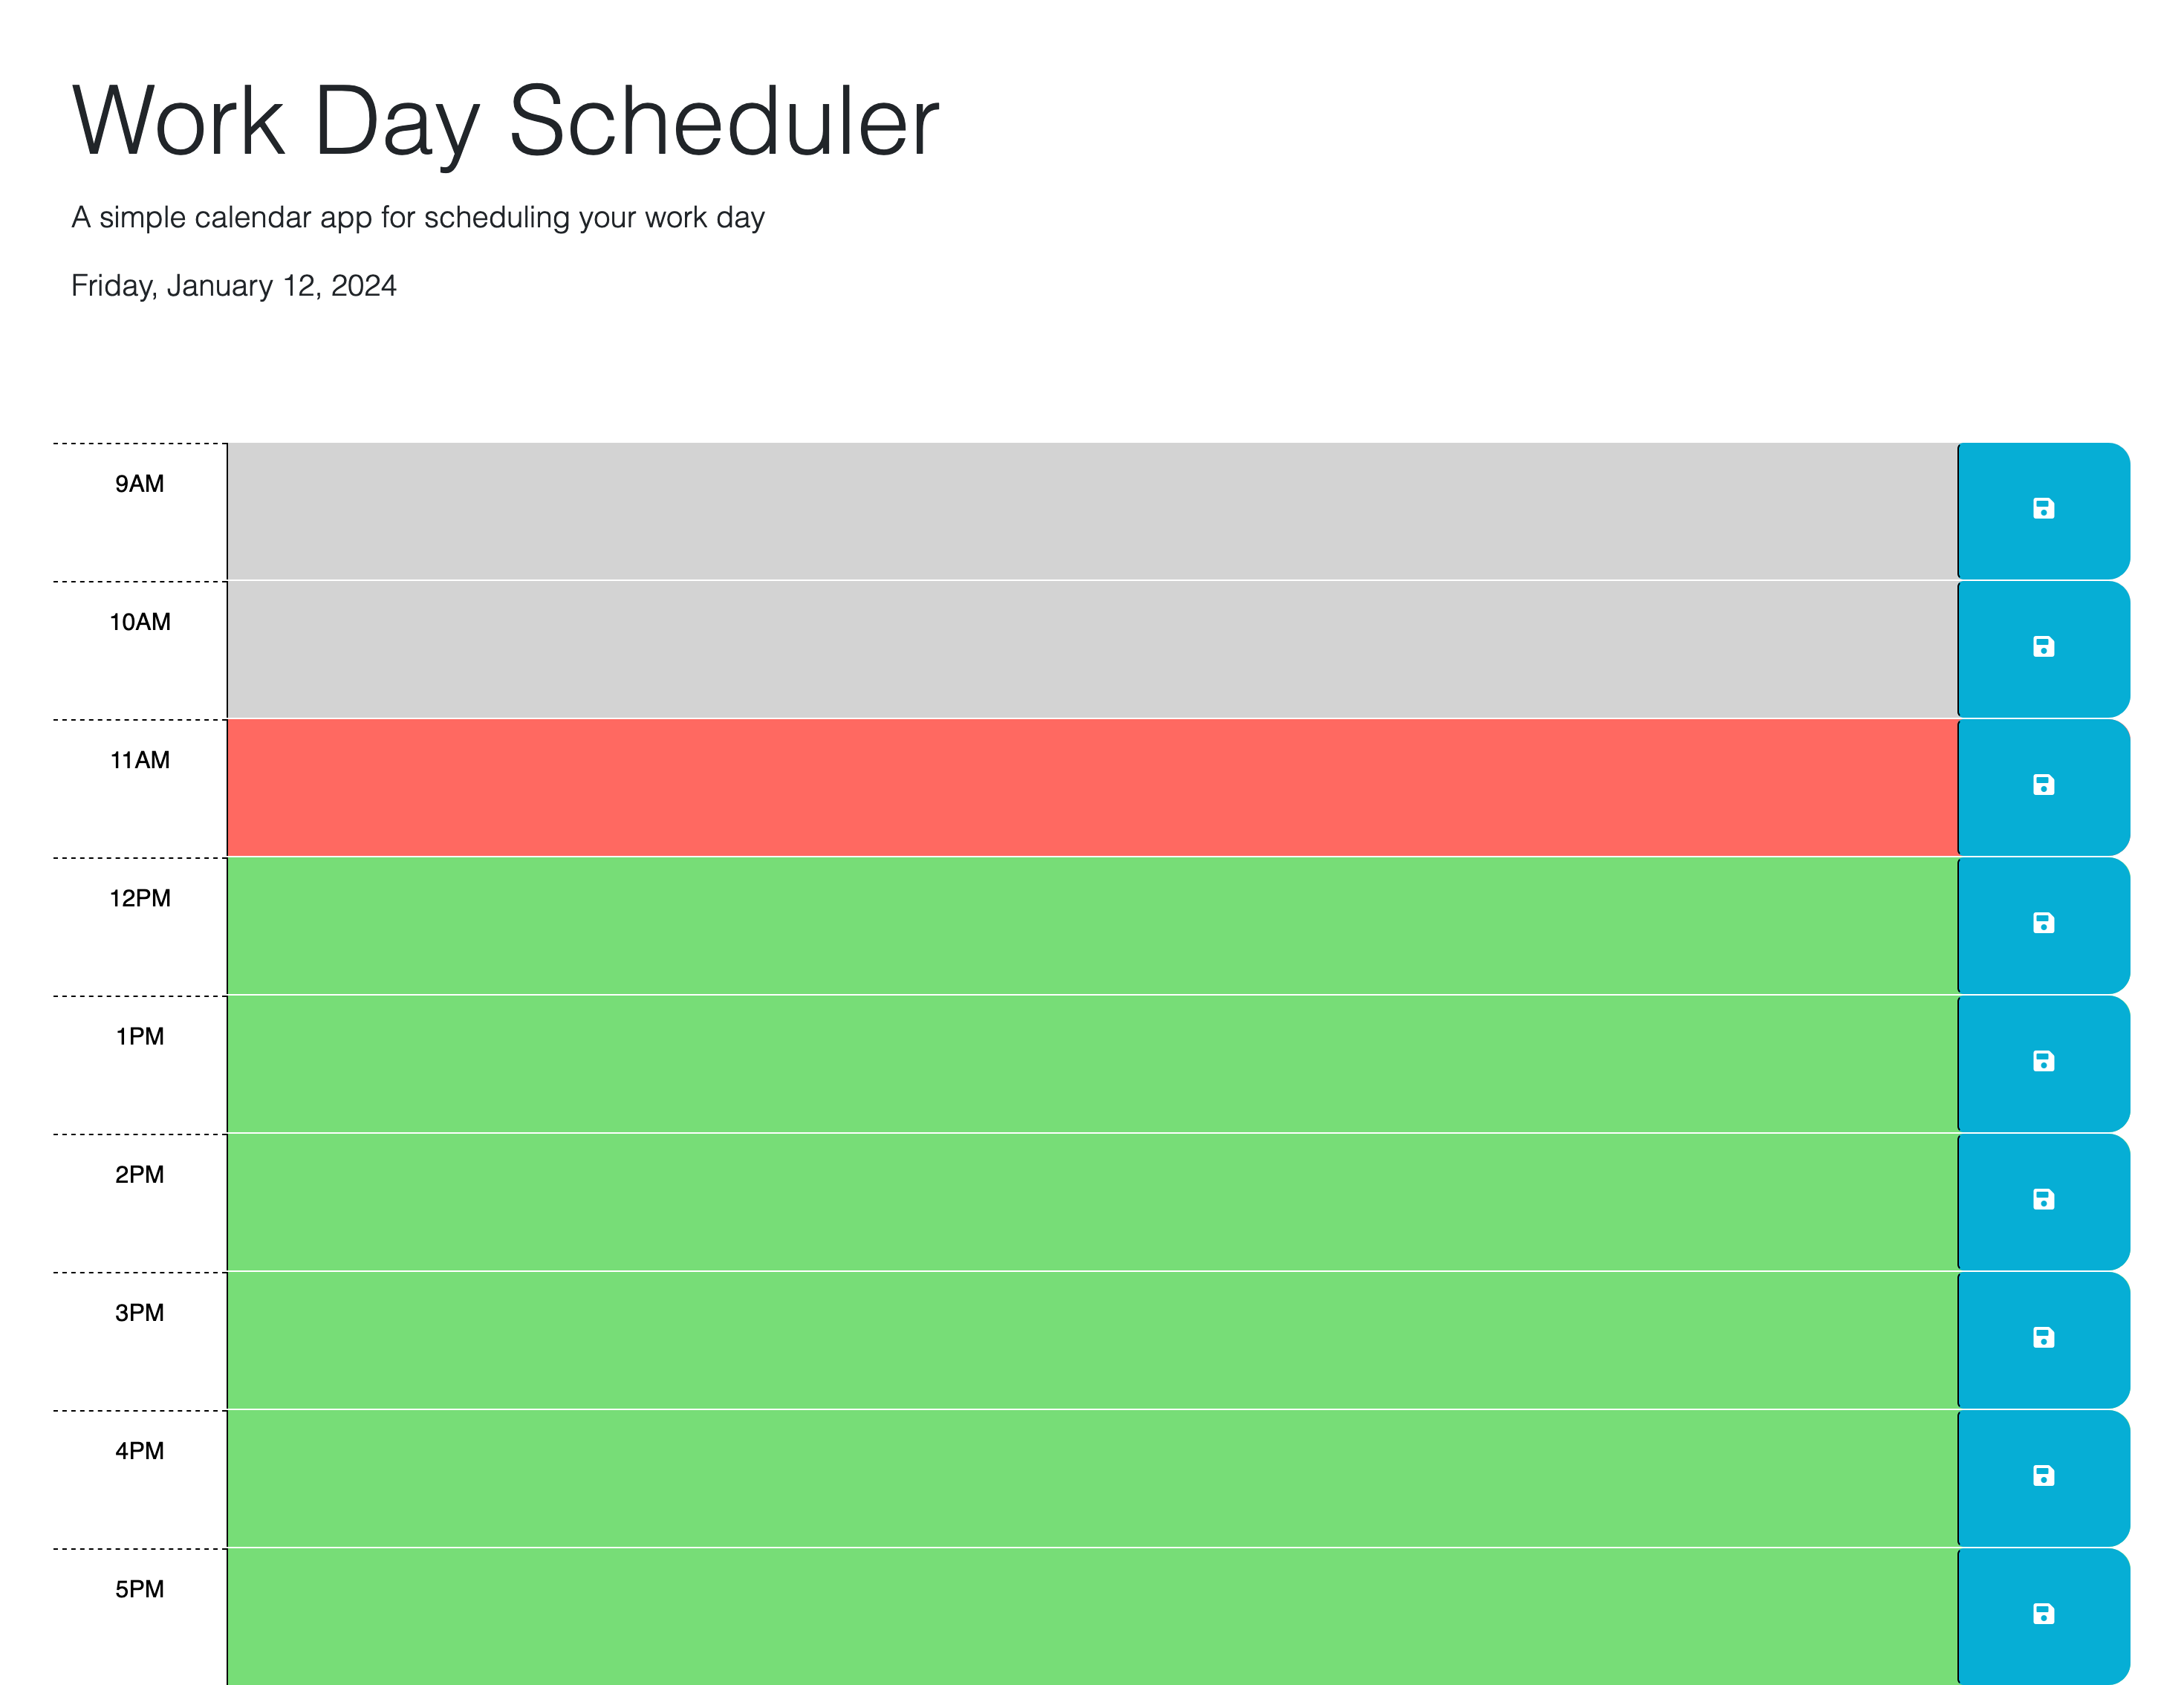 Work Day Scheduler
A simple calendar app for scheduling your work day
Friday, January 12, 2024
9AM
10AM
11AM
12PM
1PM
2PM
3PM
4PM
5PM